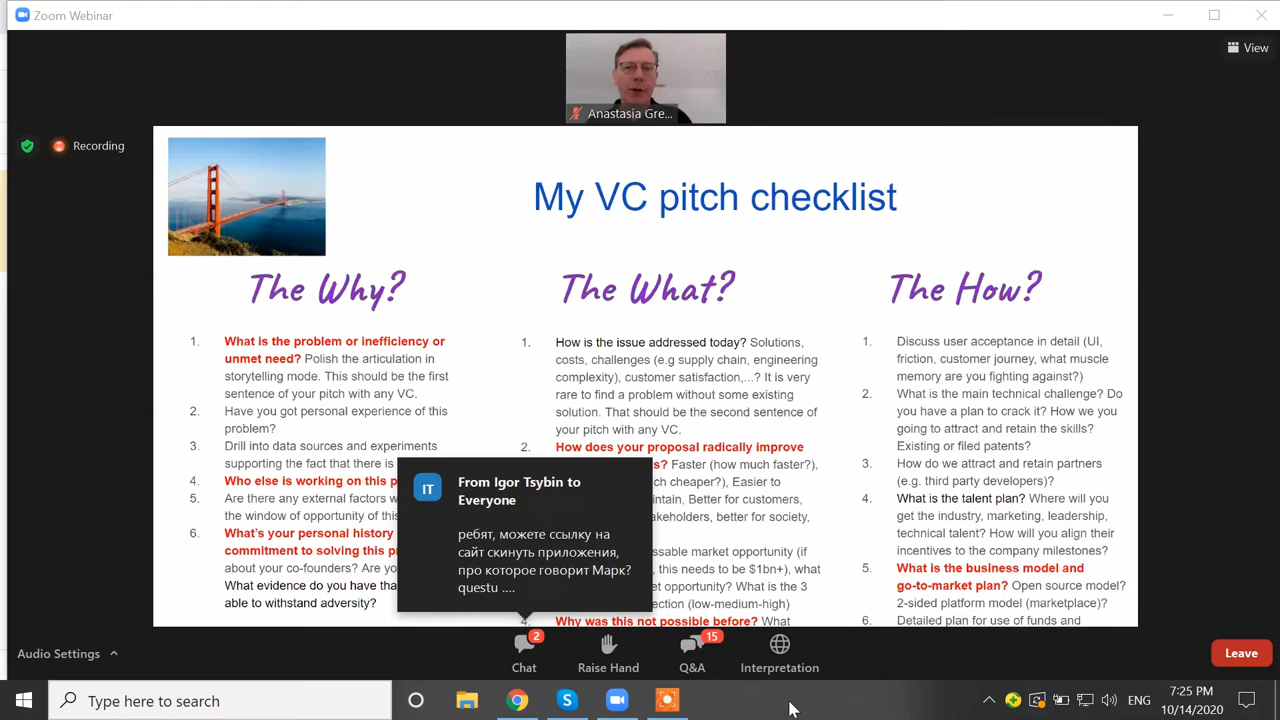 Zoom Webinar
View
Anastasia Gre...
Recording
My VC pitch checklist
The Why?
1. What is the problem or inefficiency or
unmet need? Polish the articulation in
storytelling mode. This should be the first
sentence of your pitch with any VC.
2. Have you got personal experience of this
problem?
3. Drill into data sources and experiments
supporting the fact that there is
4. Who else is working on this p
5. Are there any external factors w
the window of opportunity of this
6. What's your personal history
commitment to solving this pr
about your co-founders? Are yo
What evidence do you have tha
able to withstand adversity?
The What?
1. How is the issue addressed today? Solutions,
costs, challenges (e.g supply chain, engineering
complexity), customer satisfaction,...? It is very
rare to find a problem without some existing
solution. That should be the second sentence of
your pitch with any VC.
2. How does your proposal radically improve
s? Faster (how much faster?),
ch cheaper?), Easier to
intain, Better for customers,
akeholders, better for society,
ssable market opportunity (if
, this needs to be $1bn+), what
et opportunity? What is the 3
ection (low-medium-high)
4. Why was this not possible before? What
The How?
1. Discuss user acceptance in detail (UI,
friction, customer journey, what muscle
memory are you fighting against?)
2. What is the main technical challenge? Do
you have a plan to crack it? How we you
going to attract and retain the skills?
Existing or filed patents?
3. How do we attract and retain partners
(e.g. third party developers)?
4. What is the talent plan? Where will you
get the industry, marketing, leadership,
technical talent? How will you align their
incentives to the company milestones?
5. What is the business model and
go-to-market plan? Open source model?
2-sided platform model (marketplace)?
6. Detailed plan for use of funds and
IT
From Igor Tsybin to
Everyone
ребят, можете ссылку на
сайт скинуть приложения,
про которое говорит Марк?
questu ....
Audio Settings
2
Chat
Raise Hand
15
Q&A
Interpretation
Leave
Type here to search
ENG
7:25 PM
10/14/2020